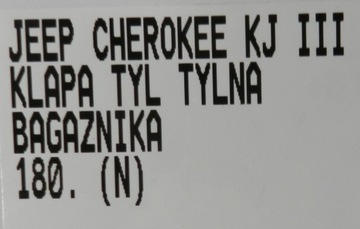 JEEP CHEROKEE KJ III
KLAPA TYL TYLNA
BAGAZNIKA
180. (N)